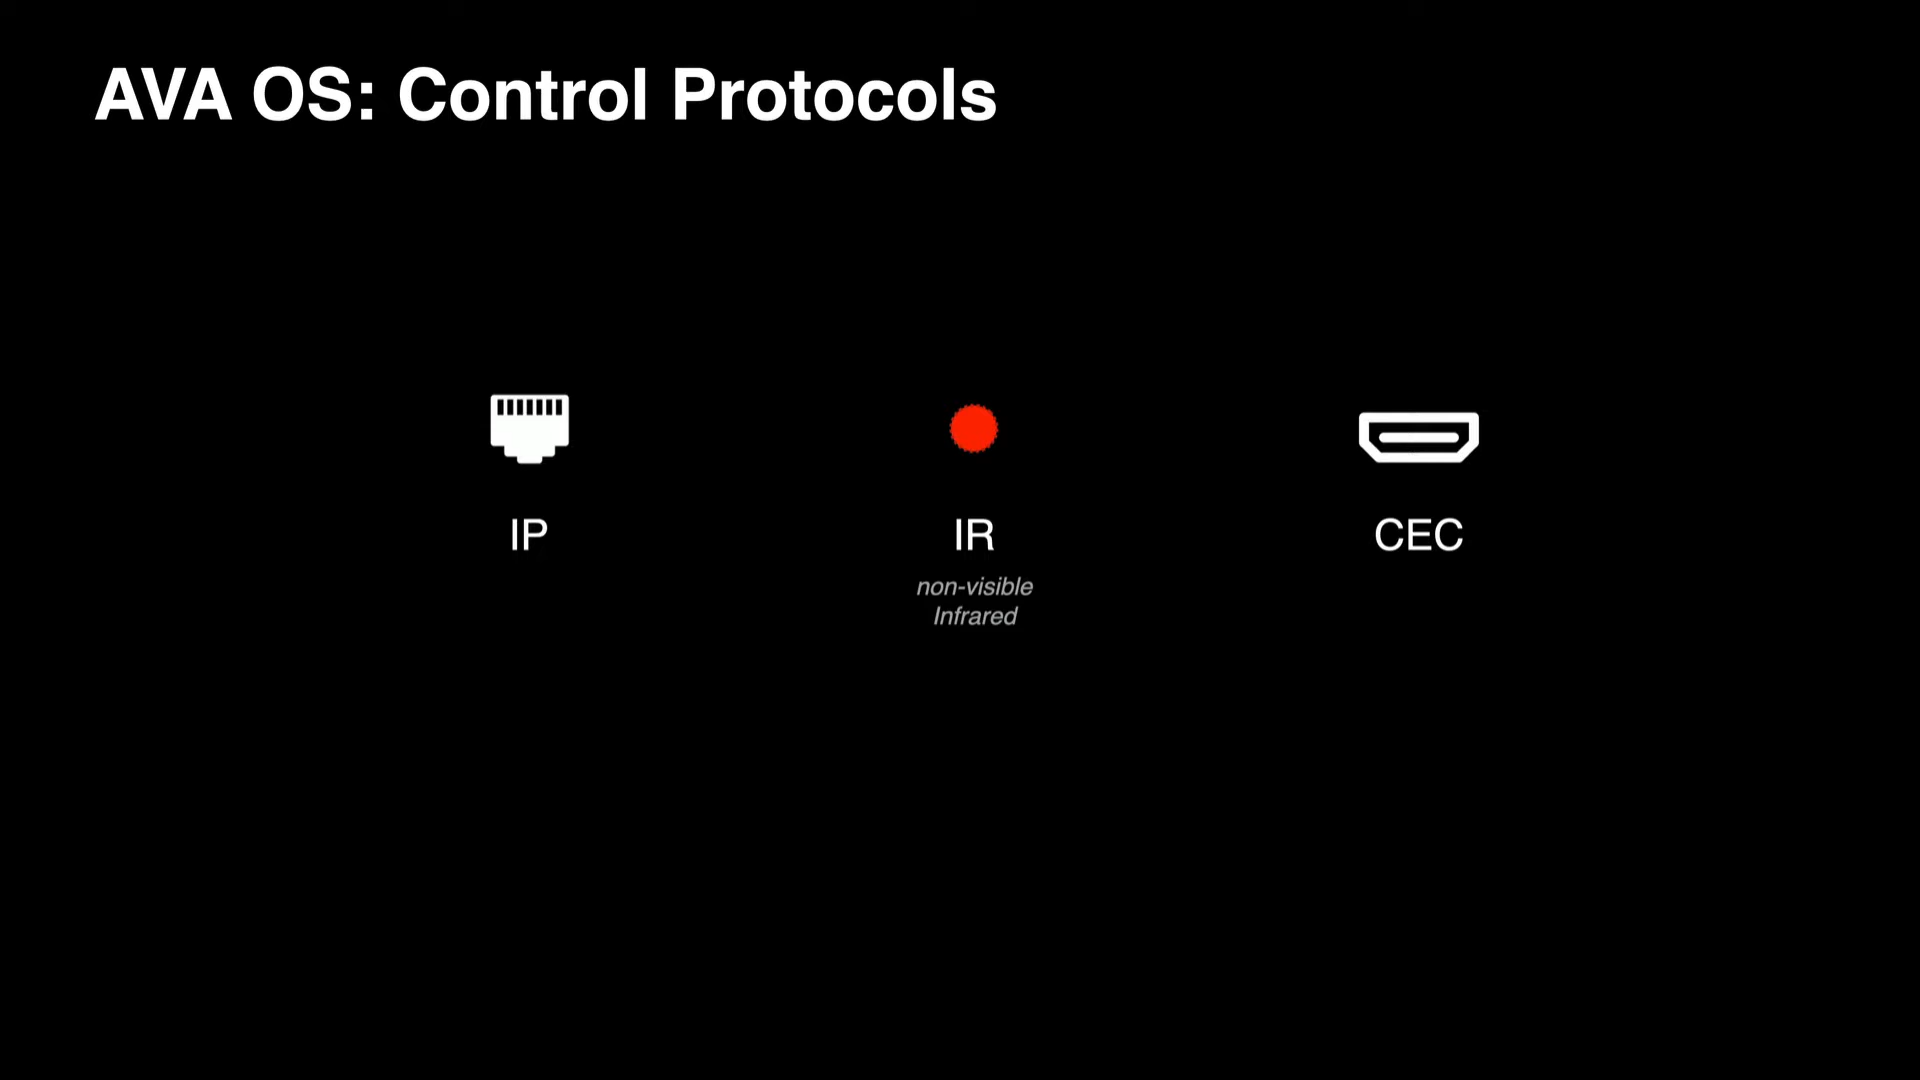 AVA OS: Control Protocols
IP
IR
CEC
non-visible
Infrared